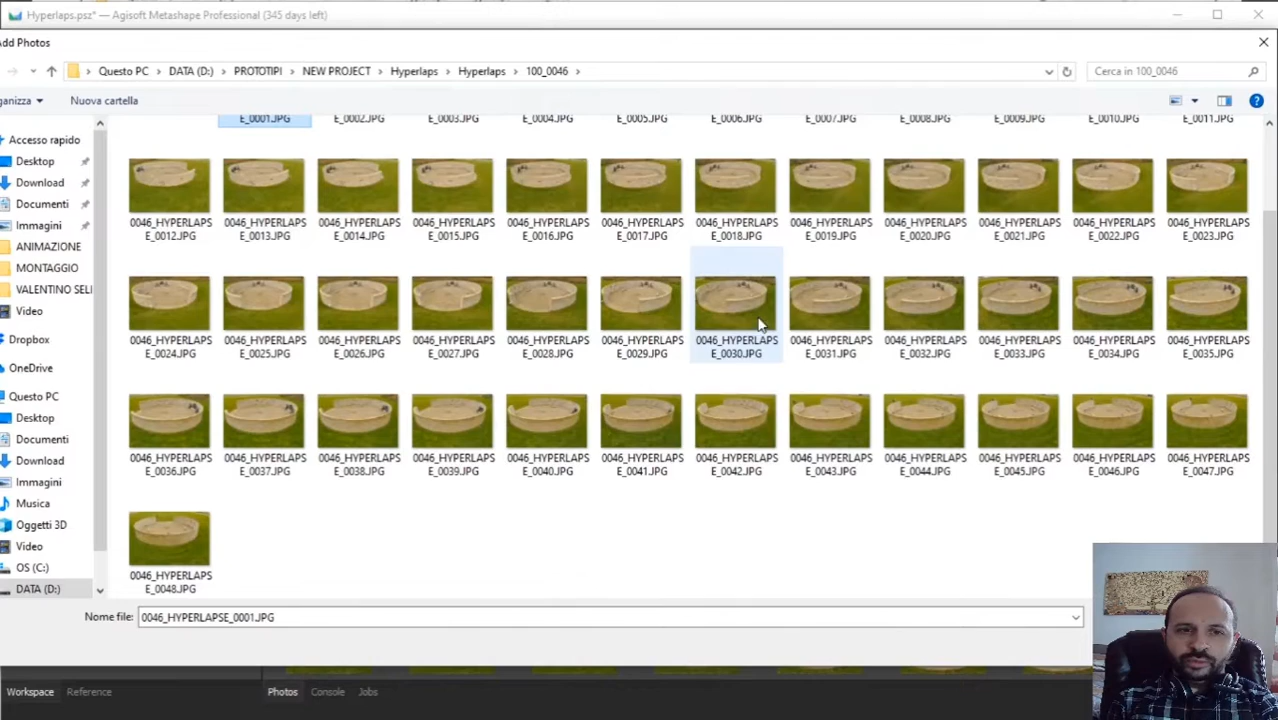 Hyperlaps.psz* — Agisoft Metashape Professional (345 days left)
Add Photos
Questo PC > DATA (D:) > PROTOTIPI > NEW PROJECT > Hyperlaps > Hyperlaps > 100_0046 >
Cerca in 100_0046
ganizza
Nuova cartella
E_0001.JPG E_0002.JPG E_0003.JPG E_0004.JPG E_0005.JPG E_0006.JPG E_0007.JPG E_0008.JPG E_0009.JPG E_0010.JPG E_0011.JPG
0046_HYPERLAPS 0046_HYPERLAPS 0046_HYPERLAPS 0046_HYPERLAPS 0046_HYPERLAPS 0046_HYPERLAPS 0046_HYPERLAPS 0046_HYPERLAPS 0046_HYPERLAPS 0046_HYPERLAPS 0046_HYPERLAPS 0046_HYPERLAPS
E_0012.JPG E_0013.JPG E_0014.JPG E_0015.JPG E_0016.JPG E_0017.JPG E_0018.JPG E_0019.JPG E_0020.JPG E_0021.JPG E_0022.JPG E_0023.JPG
0046_HYPERLAPS 0046_HYPERLAPS 0046_HYPERLAPS 0046_HYPERLAPS 0046_HYPERLAPS 0046_HYPERLAPS 0046_HYPERLAPS 0046_HYPERLAPS 0046_HYPERLAPS 0046_HYPERLAPS 0046_HYPERLAPS 0046_HYPERLAPS
E_0024.JPG E_0025.JPG E_0026.JPG E_0027.JPG E_0028.JPG E_0029.JPG E_0030.JPG E_0031.JPG E_0032.JPG E_0033.JPG E_0034.JPG E_0035.JPG
0046_HYPERLAPS 0046_HYPERLAPS 0046_HYPERLAPS 0046_HYPERLAPS 0046_HYPERLAPS 0046_HYPERLAPS 0046_HYPERLAPS 0046_HYPERLAPS 0046_HYPERLAPS 0046_HYPERLAPS 0046_HYPERLAPS 0046_HYPERLAPS
E_0036.JPG E_0037.JPG E_0038.JPG E_0039.JPG E_0040.JPG E_0041.JPG E_0042.JPG E_0043.JPG E_0044.JPG E_0045.JPG E_0046.JPG E_0047.JPG
0046_HYPERLAPS
E_0048.JPG
Accesso rapido
Desktop
Download
Documenti
Immagini
ANIMAZIONE
MONTAGGIO
VALENTINO SELI
Video
Dropbox
OneDrive
Questo PC
Desktop
Documenti
Download
Immagini
Musica
Oggetti 3D
Video
OS (C:)
DATA (D:)
Nome file: 0046_HYPERLAPSE_0001.JPG
Workspace Reference
Photos Console Jobs